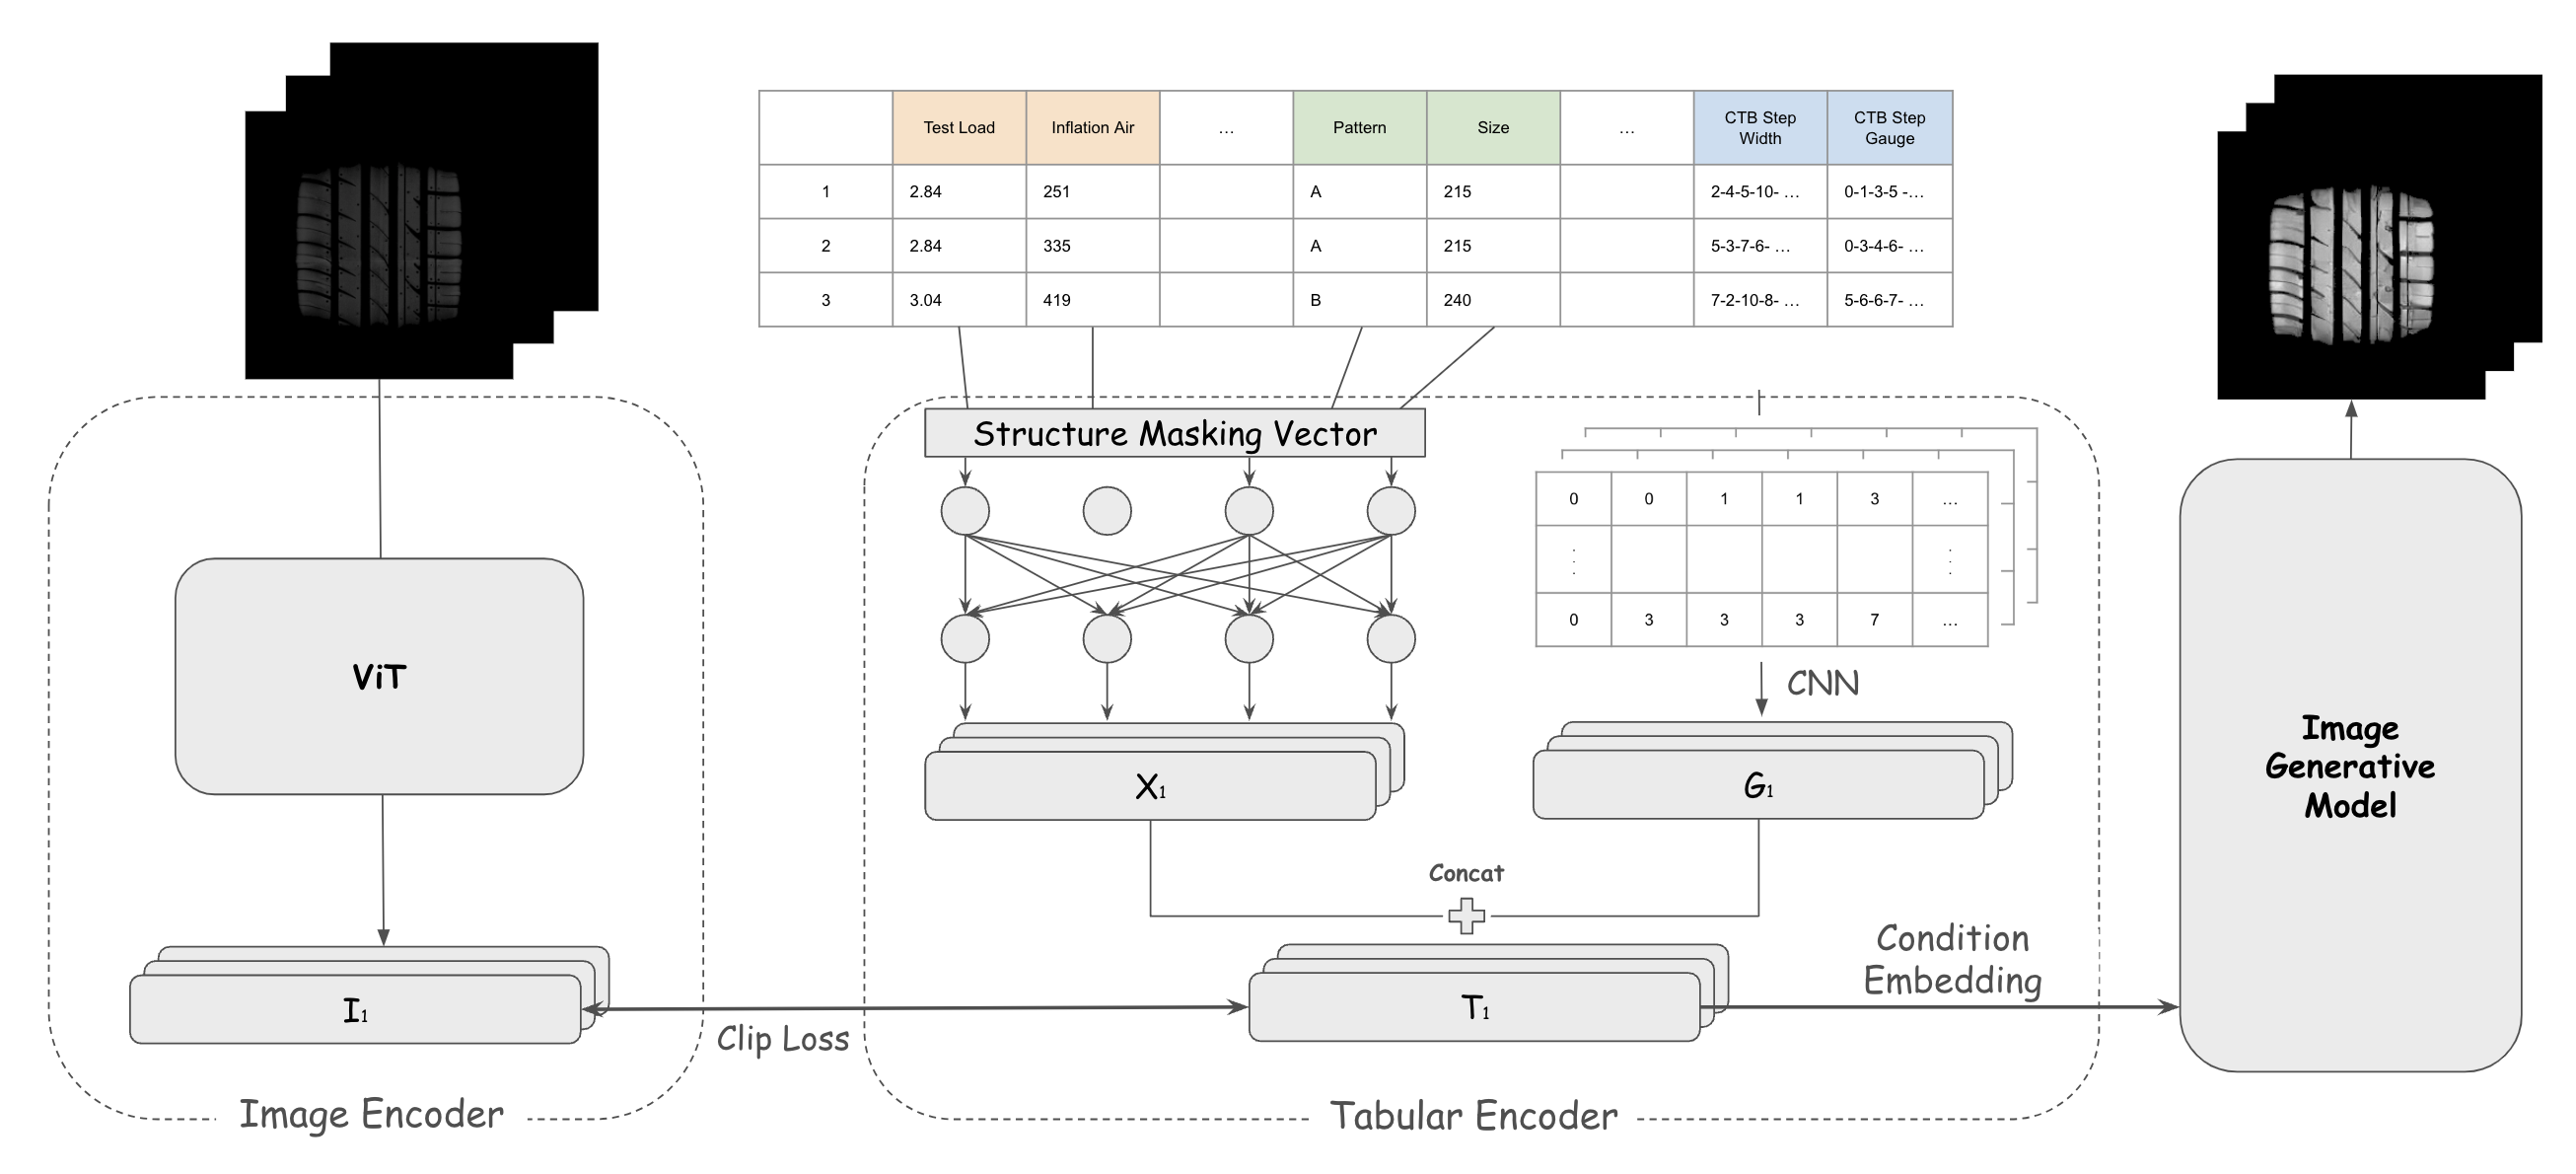 Test Load Inflation Air ... Pattern Size ... CTB Step Width CTB Step Gauge
1 2.84 251 A 215 2-4-5-10- ... 0-1-3-5 -...
2 2.84 335 A 215 5-3-7-6- ... 0-3-4-6- ...
3 3.04 419 B 240 7-2-10-8- ... 5-6-6-7- ...
Structure Masking Vector
0 0 1 1 3 ...
0 3 3 3 7 ...
CNN
ViT
X1
G1
Concat
I1
Clip Loss
T1
Condition
Embedding
Image
Generative
Model
Image Encoder
Tabular Encoder